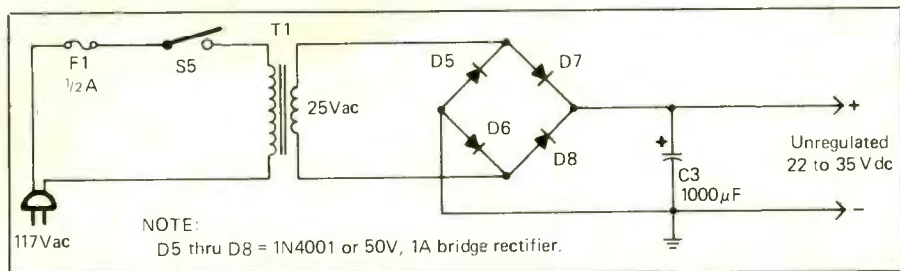 T1
F1
1/2 A
S5
D5
D7
25Vac
D6
D8
+
+
Unregulated
22 to 35 Vdc
C3
1000µF
−
117Vac
NOTE:
D5 thru D8 = 1N4001 or 50V, 1A bridge rectifier.